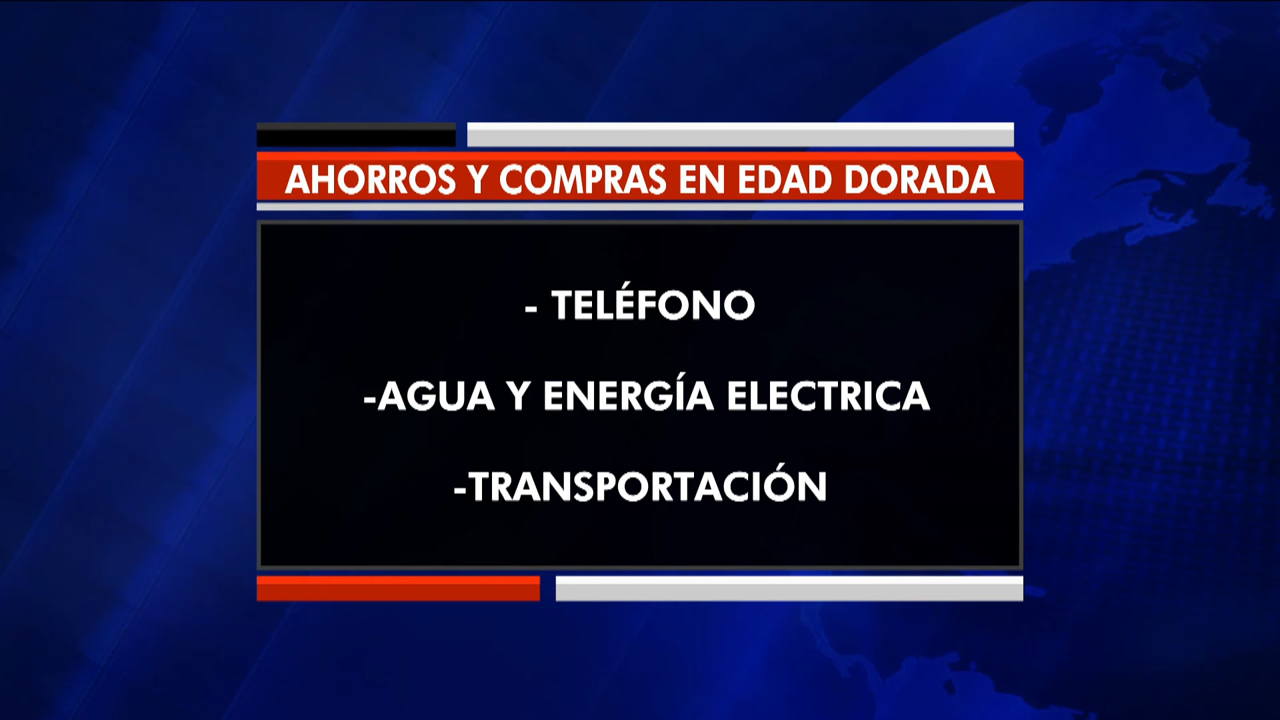 AHORROS Y COMPRAS EN EDAD DORADA
- TELÉFONO
-AGUA Y ENERGÍA ELECTRICA
-TRANSPORTACIÓN